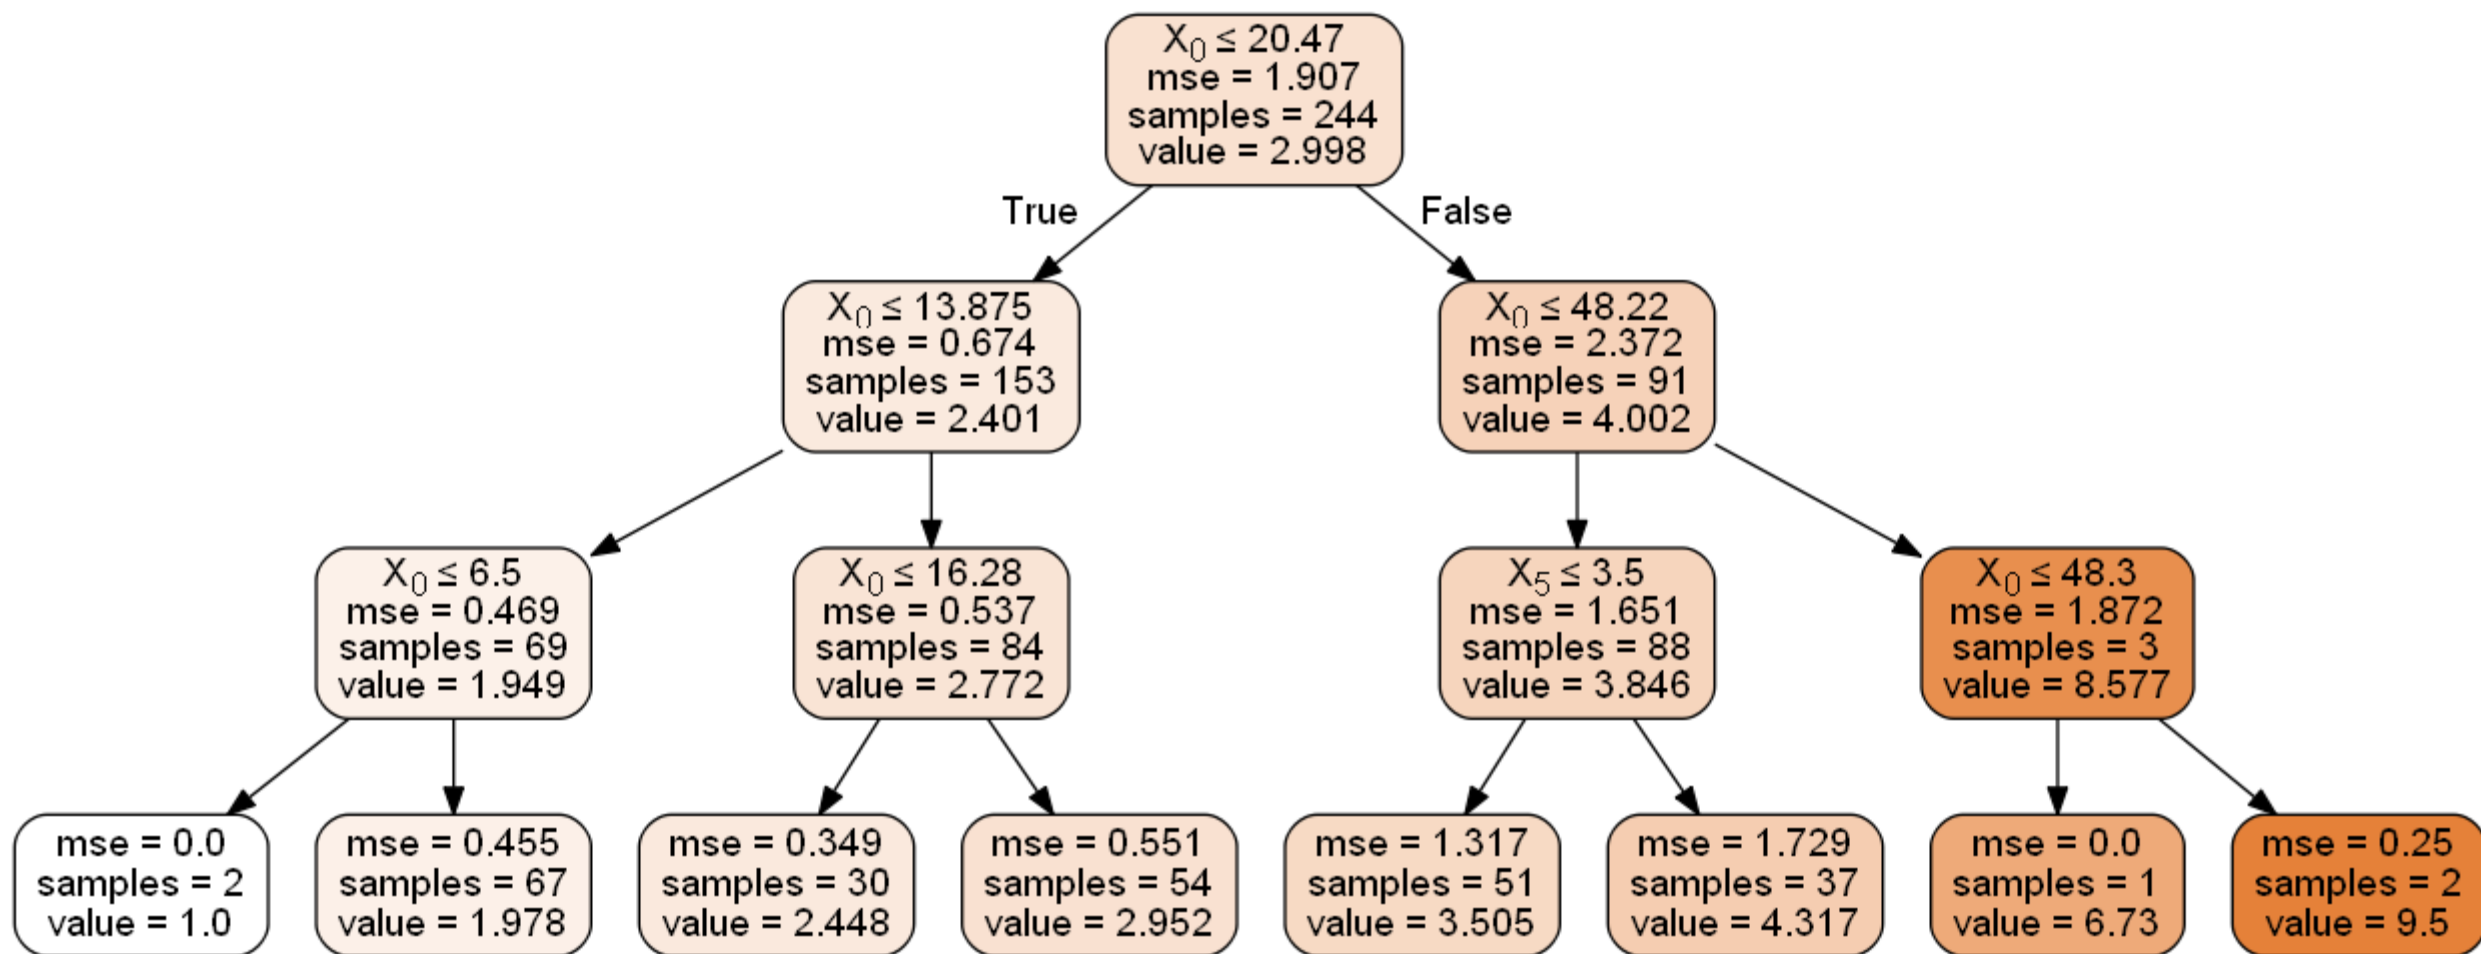 X₀ ≤ 20.47
mse = 1.907
samples = 244
value = 2.998
True
False
X₀ ≤ 13.875
mse = 0.674
samples = 153
value = 2.401
X₀ ≤ 48.22
mse = 2.372
samples = 91
value = 4.002
X₀ ≤ 6.5
mse = 0.469
samples = 69
value = 1.949
X₀ ≤ 16.28
mse = 0.537
samples = 84
value = 2.772
X₅ ≤ 3.5
mse = 1.651
samples = 88
value = 3.846
X₀ ≤ 48.3
mse = 1.872
samples = 3
value = 8.577
mse = 0.0
samples = 2
value = 1.0
mse = 0.455
samples = 67
value = 1.978
mse = 0.349
samples = 30
value = 2.448
mse = 0.551
samples = 54
value = 2.952
mse = 1.317
samples = 51
value = 3.505
mse = 1.729
samples = 37
value = 4.317
mse = 0.0
samples = 1
value = 6.73
mse = 0.25
samples = 2
value = 9.5